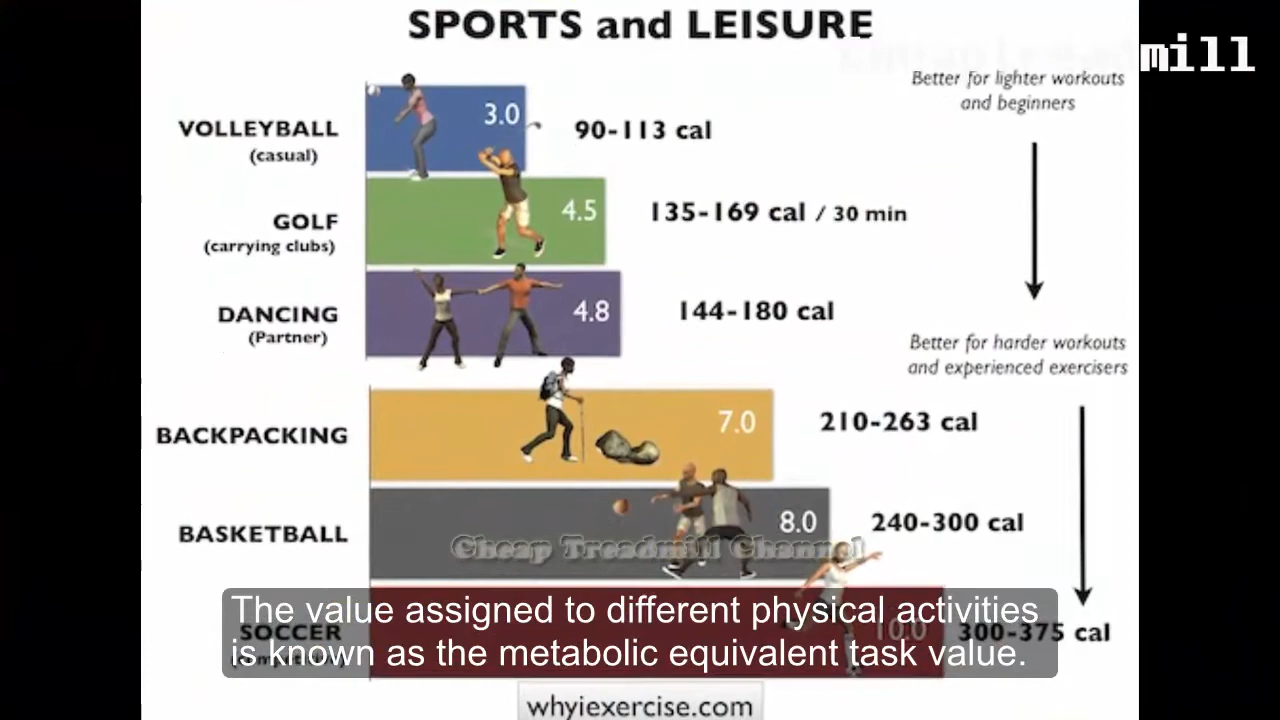 SPORTS and LEISURE
mill
Better for lighter workouts
and beginners
VOLLEYBALL
(casual)
3.0
90-113 cal
GOLF
(carrying clubs)
4.5
135-169 cal / 30 min
DANCING
(Partner)
4.8
144-180 cal
Better for harder workouts
and experienced exercisers
BACKPACKING
7.0
210-263 cal
BASKETBALL
8.0
240-300 cal
Cheap Treadmill Channel
SOCCER
10.0
300-375 cal
The value assigned to different physical activities
is known as the metabolic equivalent task value.
whyiexercise.com